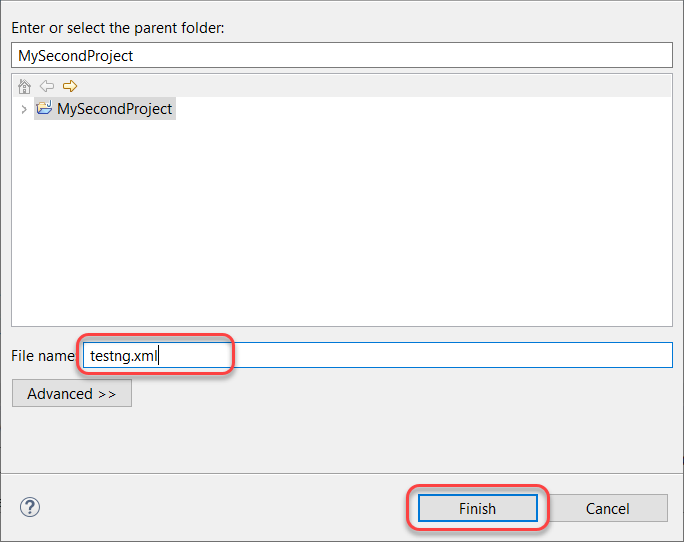 Enter or select the parent folder:
MySecondProject
MySecondProject
File name:
testng.xml
Advanced >>
?
Finish
Cancel